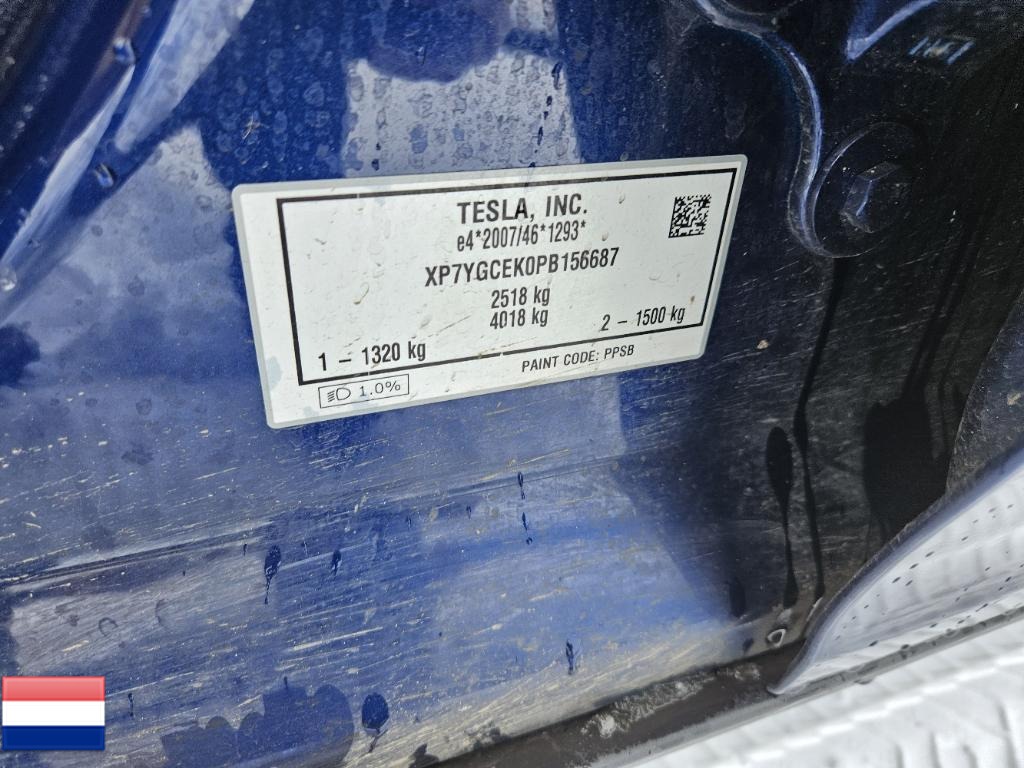 TESLA, INC.
e4*2007/46*1293*
XP7YGCEK0PB156687
2518 kg
4018 kg
1 – 1320 kg
2 – 1500 kg
PAINT CODE: PPSB
1.0%